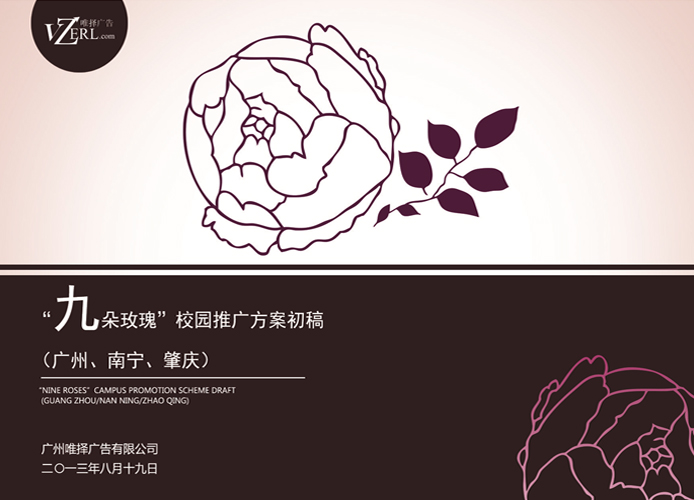 唯择广告
VZERL.com
“九朵玫瑰”校园推广方案初稿
（广州、南宁、肇庆）
"NINE ROSES" CAMPUS PROMOTION SCHEME DRAFT
(GUANG ZHOU/NAN NING/ZHAO QING)
广州唯择广告有限公司
二〇一三年八月十九日